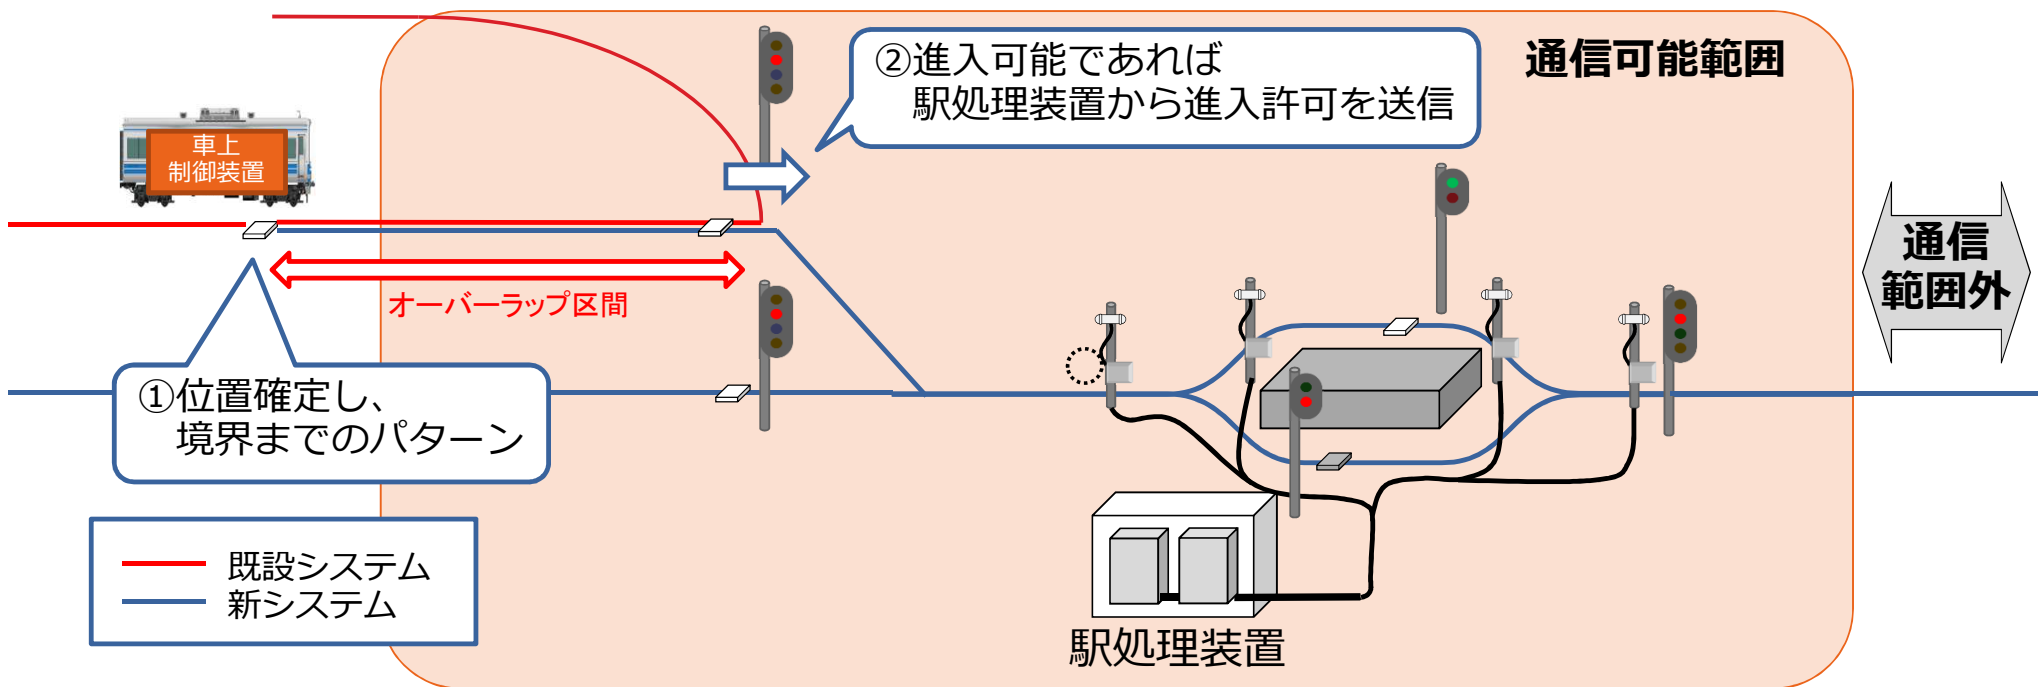 ②進入可能であれば
駅処理装置から進入許可を送信
通信可能範囲
車上
制御装置
通信
範囲外
オーバーラップ区間
①位置確定し、
境界までのパターン
既設システム
新システム
駅処理装置